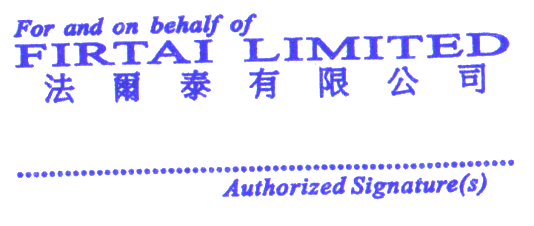 For and on behalf of
FIRTAI LIMITED
法爾泰有限公司
Authorized Signature(s)